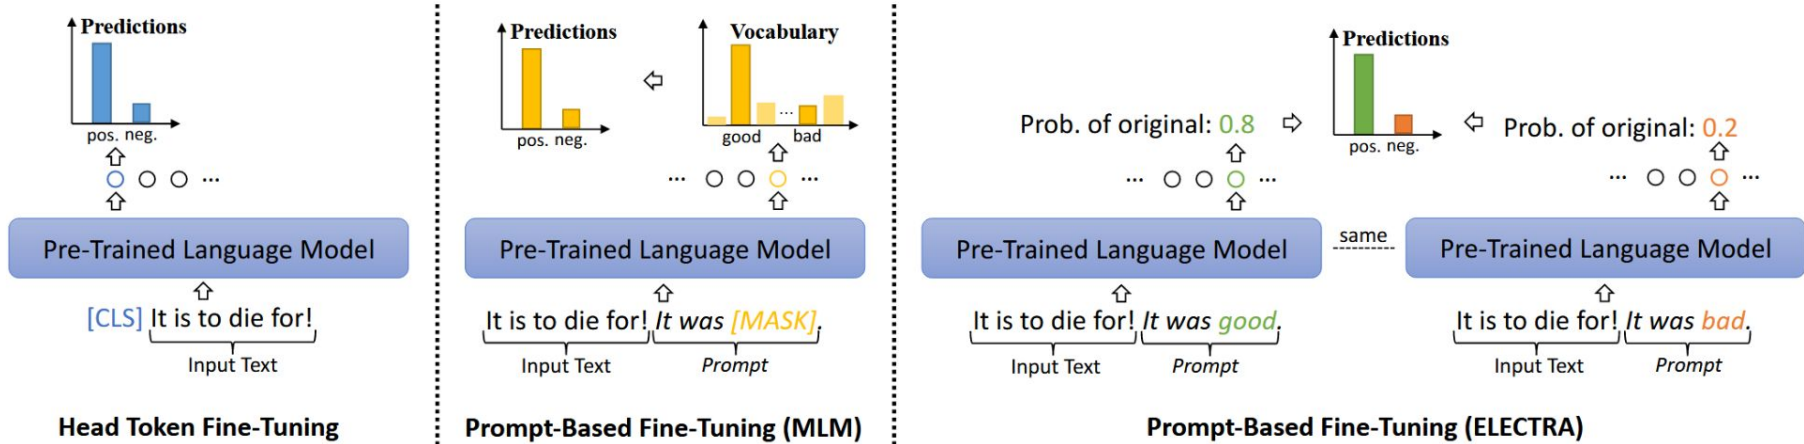 Predictions
pos. neg.
...
Pre-Trained Language Model
[CLS] It is to die for!
Input Text
Head Token Fine-Tuning
Predictions
pos. neg.
Vocabulary
...
good bad
... ...
Pre-Trained Language Model
It is to die for! It was [MASK].
Input Text Prompt
Prompt-Based Fine-Tuning (MLM)
Predictions
pos. neg.
Prob. of original: 0.8
... ...
Pre-Trained Language Model
It is to die for! It was good.
Input Text Prompt
same
Prob. of original: 0.2
... ...
Pre-Trained Language Model
It is to die for! It was bad.
Input Text Prompt
Prompt-Based Fine-Tuning (ELECTRA)